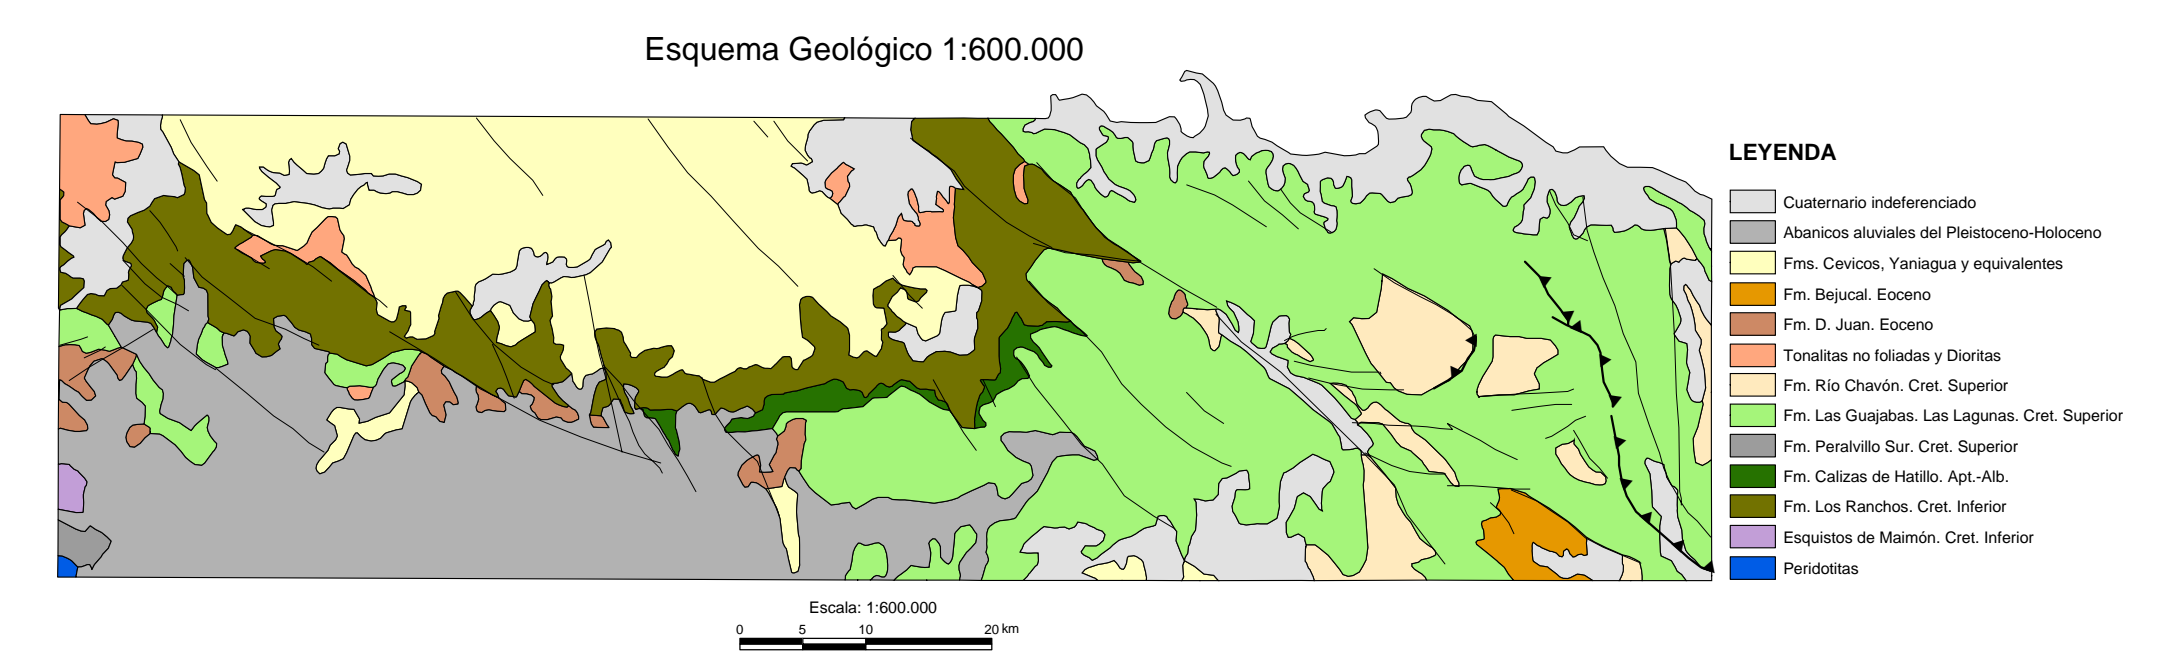 Esquema Geológico 1:600.000
LEYENDA
Cuaternario indeferenciado
Abanicos aluviales del Pleistoceno-Holoceno
Fms. Cevicos, Yaniagua y equivalentes
Fm. Bejucal. Eoceno
Fm. D. Juan. Eoceno
Tonalitas no foliadas y Dioritas
Fm. Río Chavón. Cret. Superior
Fm. Las Guajabas. Las Lagunas. Cret. Superior
Fm. Peralvillo Sur. Cret. Superior
Fm. Calizas de Hatillo. Apt.-Alb.
Fm. Los Ranchos. Cret. Inferior
Esquistos de Maimón. Cret. Inferior
Peridotitas
Escala: 1:600.000
0 5 10 20 km